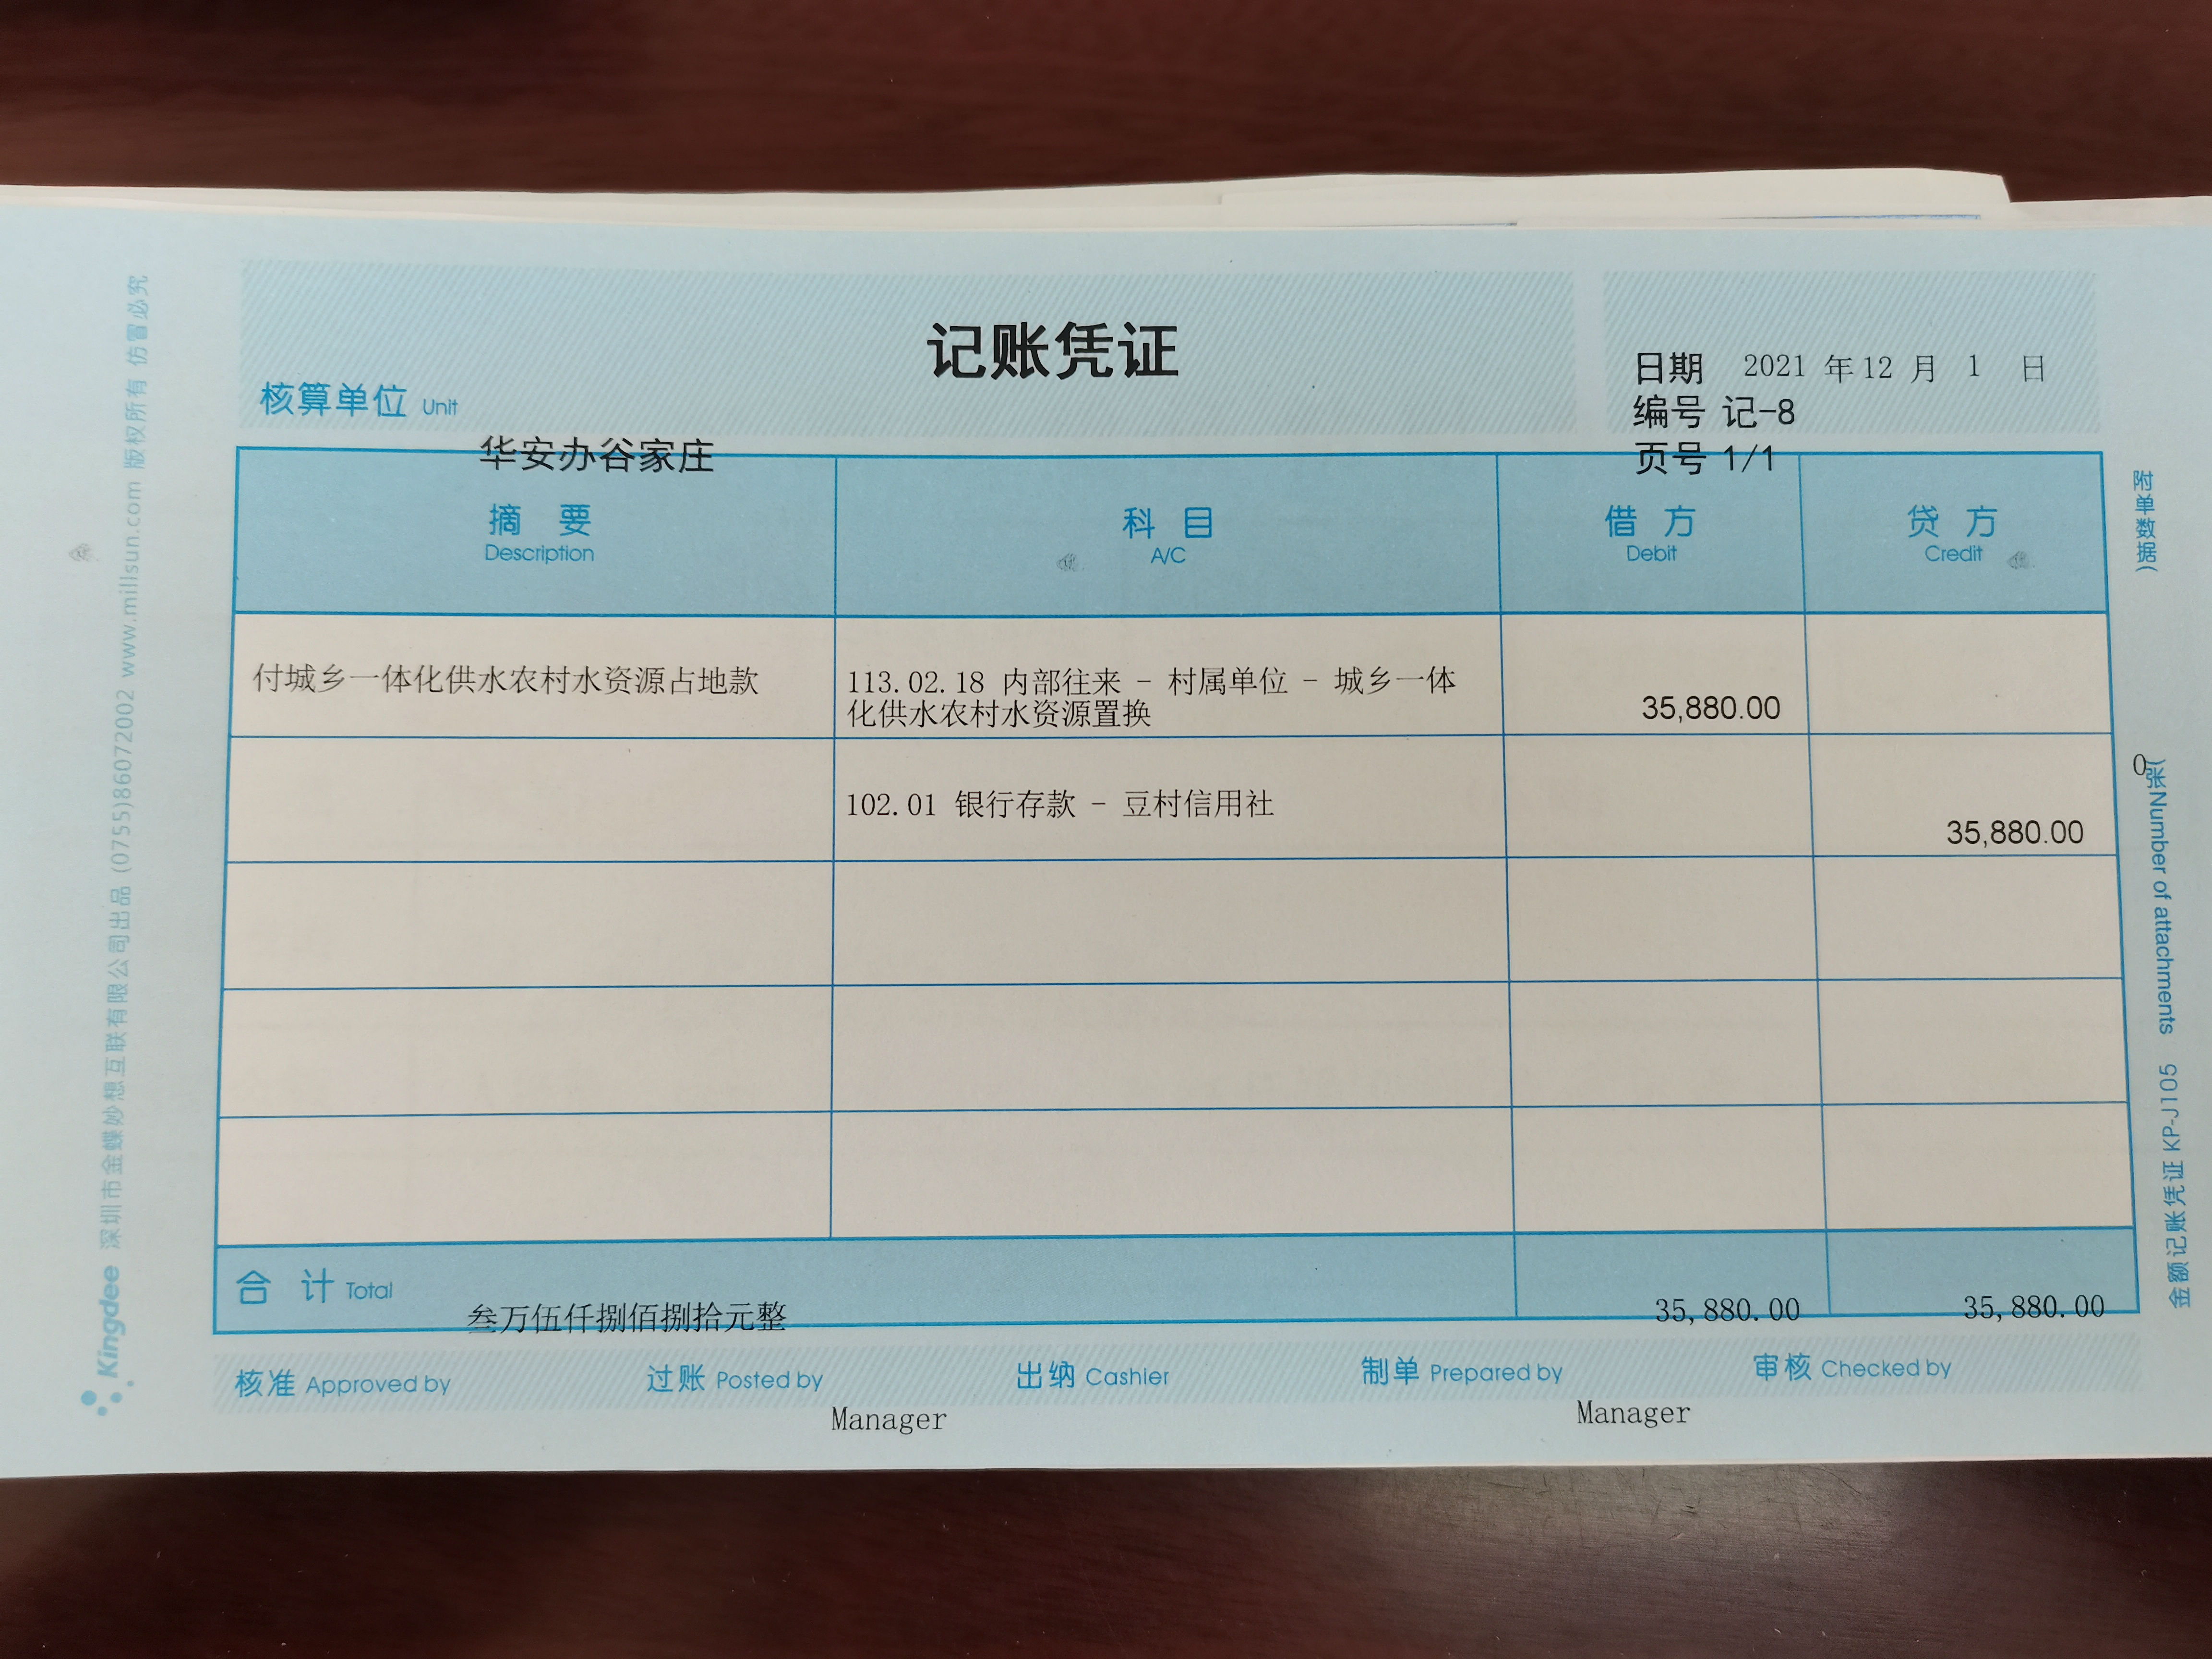 记账凭证
核算单位 Unit
华安办谷家庄
日期 2021 年 12 月 1 日
编号 记-8
页号 1/1
摘 要 科 目 借 方 贷 方
Description A/C Debit Credit
付城乡一体化供水农村水资源占地款
113.02.18 内部往来 - 村属单位 - 城乡一体
化供水农村水资源置换
35,880.00
102.01 银行存款 - 豆村信用社
35,880.00
合 计 Total
叁万伍仟捌佰捌拾元整
35,880.00 35,880.00
核准 Approved by 过账 Posted by 出纳 Cashier 制单 Prepared by 审核 Checked by
Manager Manager
Kingdee 深圳市金蝶妙想互联有限公司出品 (0755)86072002 www.millsun.com 版权所有 仿冒必究
附单数据( 0 张)Number of attachments 金额记账凭证 KP-J105